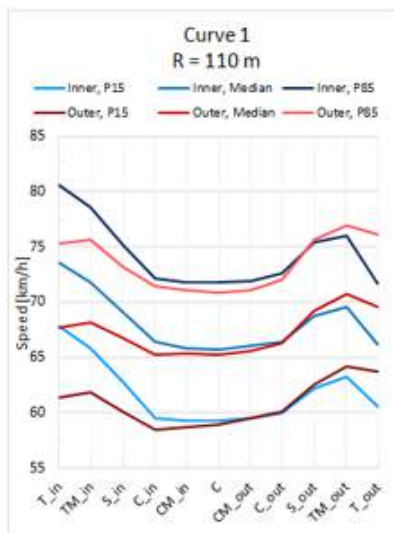 Curve 1
R = 110 m
Inner, P15 Inner, Median Inner, P85
Outer, P15 Outer, Median Outer, P85
85
80
75
70
65
60
55
Speed [km/h]
T_in TM_in S_in C_in CM_in C CM_out C_out S_out TM_out T_out